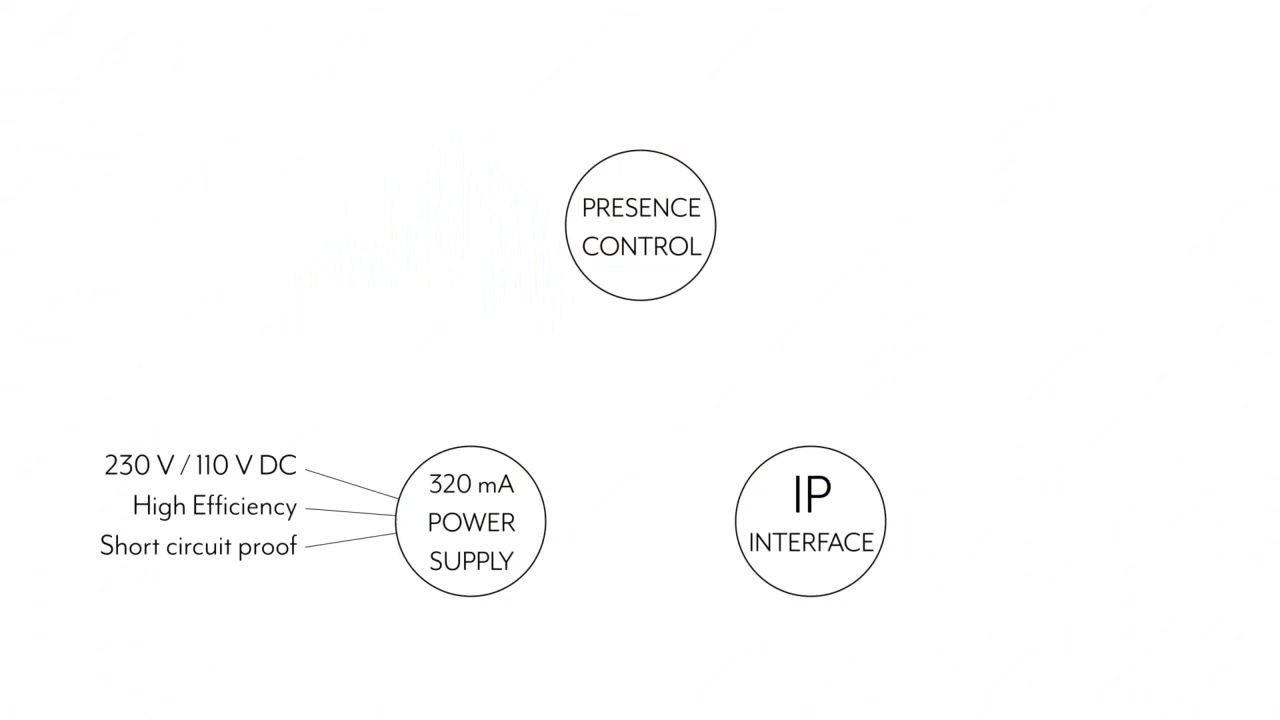 PRESENCE
CONTROL
230 V / 110 V DC
High Efficiency
Short circuit proof
320 mA
POWER
SUPPLY
IP
INTERFACE